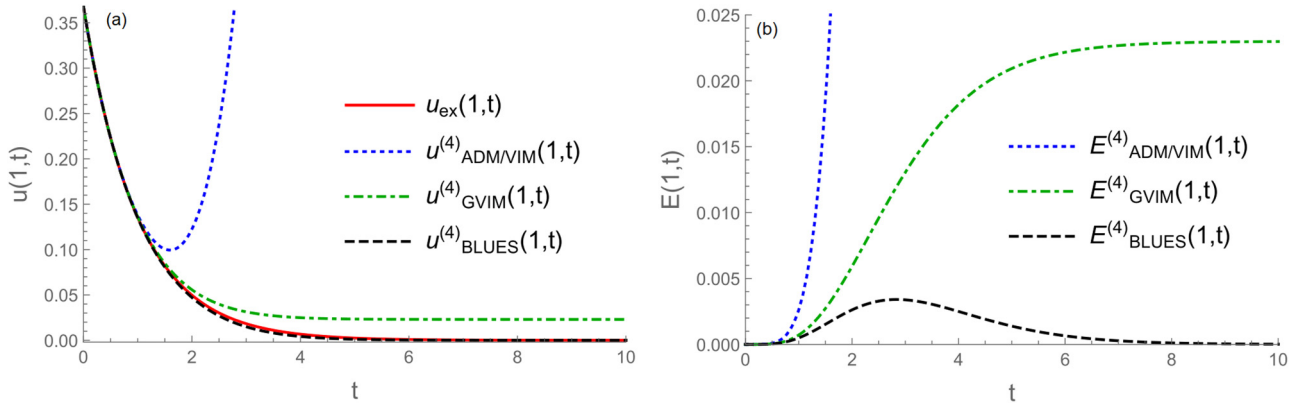 (a)
0.35
0.30
0.25
0.20
0.15
0.10
0.05
0.00
u(1,t)
0
2
4
6
8
10
t
u_ex(1,t)
u^(4)_ADM/VIM(1,t)
u^(4)_GVIM(1,t)
u^(4)_BLUES(1,t)
(b)
0.025
0.020
0.015
0.010
0.005
0.000
E(1,t)
0
2
4
6
8
10
t
E^(4)_ADM/VIM(1,t)
E^(4)_GVIM(1,t)
E^(4)_BLUES(1,t)